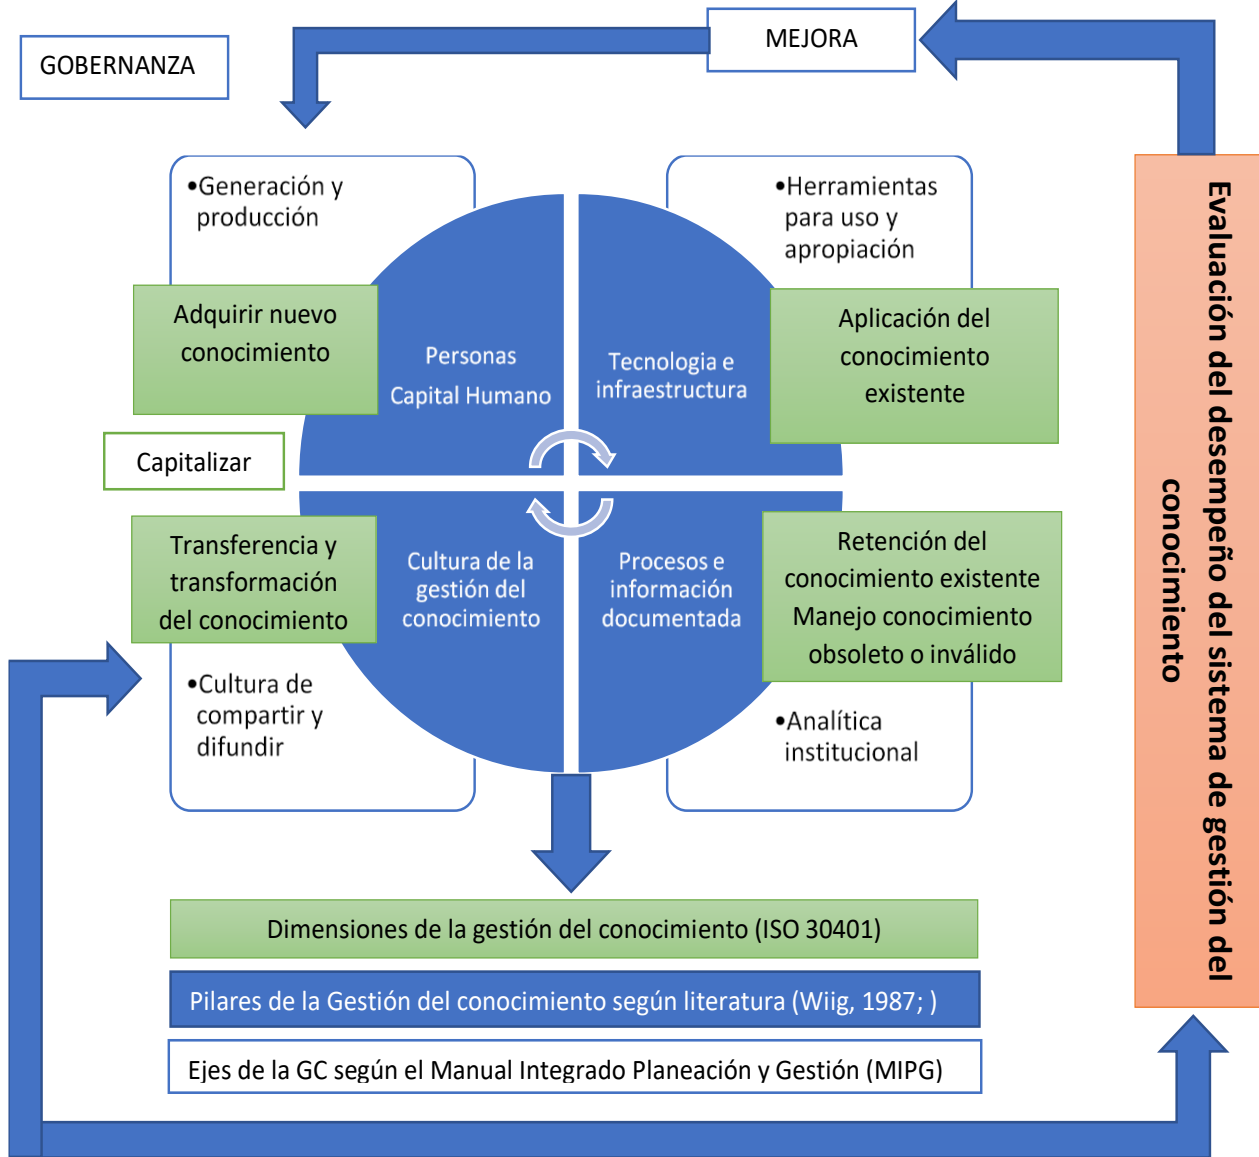 GOBERNANZA
MEJORA
•Generación y
producción
•Herramientas
para uso y
apropiación
Adquirir nuevo
conocimiento
Personas
Capital Humano
Tecnologia e
infraestructura
Aplicación del
conocimiento
existente
Capitalizar
Transferencia y
transformación
del conocimiento
Cultura de la
gestión del
conocimiento
Procesos e
información
documentada
Retención del
conocimiento existente
Manejo conocimiento
obsoleto o inválido
•Cultura de
compartir y
difundir
•Analítica
institucional
Evaluación del desempeño del sistema de gestión del
conocimiento
Dimensiones de la gestión del conocimiento (ISO 30401)
Pilares de la Gestión del conocimiento según literatura (Wiig, 1987; )
Ejes de la GC según el Manual Integrado Planeación y Gestión (MIPG)